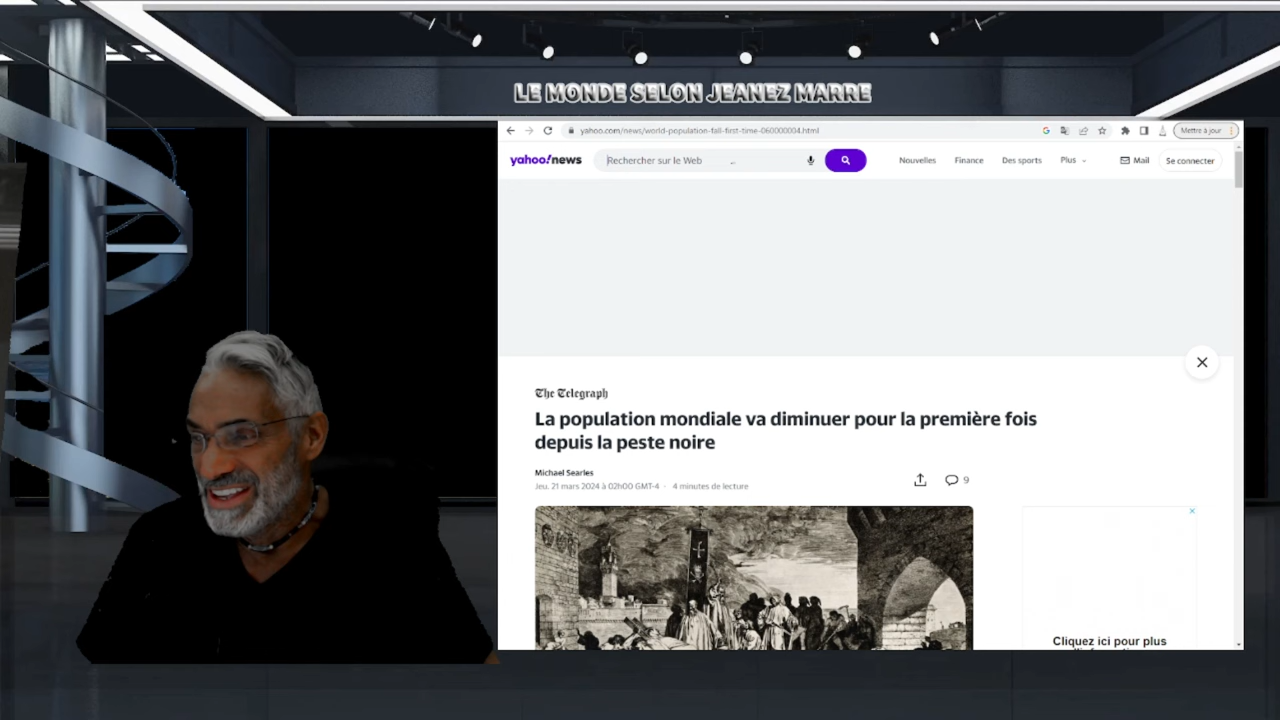 LE MONDE SELON JEANEZ MARRE
yahoo.com/news/world-population-fall-first-time-060000004.html
Mettre à jour
yahoo!news
Rechercher sur le Web
Nouvelles
Finance
Des sports
Plus
Mail
Se connecter
The Telegraph
La population mondiale va diminuer pour la première fois
depuis la peste noire
Michael Searles
Jeu. 21 mars 2024 à 02h00 GMT-4 · 4 minutes de lecture
9
Cliquez ici pour plus